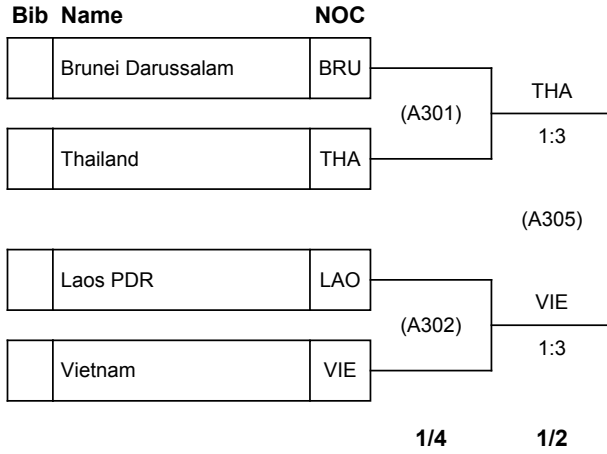 Bib Name NOC
Brunei Darussalam BRU
(A301)
THA
1:3
Thailand THA
(A305)
Laos PDR LAO
(A302)
VIE
1:3
Vietnam VIE
1/4 1/2